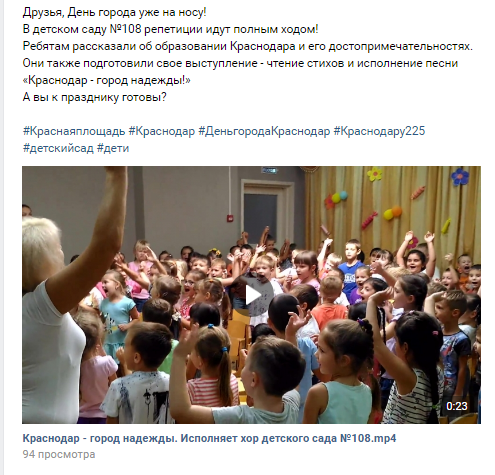 Друзья, День города уже на носу!
В детском саду №108 репетиции идут полным ходом!
Ребятам рассказали об образовании Краснодара и его достопримечательностях.
Они также подготовили свое выступление - чтение стихов и исполнение песни
«Краснодар - город надежды!»
А вы к празднику готовы?
#Краснаяплощадь #Краснодар #ДеньгородаКраснодар #Краснодару225
#детскийсад #дети
0:23
Краснодар - город надежды. Исполняет хор детского сада №108.mp4
94 просмотра